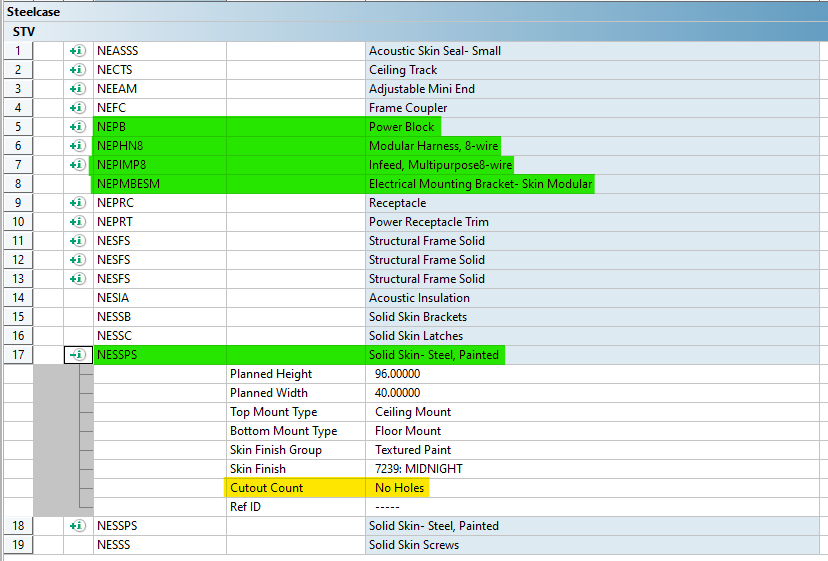 Steelcase
STV
1 NEASSS Acoustic Skin Seal- Small
2 NECTS Ceiling Track
3 NEEAM Adjustable Mini End
4 NEFC Frame Coupler
5 NEPB Power Block
6 NEPHN8 Modular Harness, 8-wire
7 NEPIMP8 Infeed, Multipurpose8-wire
8 NEPMBESM Electrical Mounting Bracket- Skin Modular
9 NEPRC Receptacle
10 NEPRT Power Receptacle Trim
11 NESFS Structural Frame Solid
12 NESFS Structural Frame Solid
13 NESFS Structural Frame Solid
14 NESIA Acoustic Insulation
15 NESSB Solid Skin Brackets
16 NESSC Solid Skin Latches
17 NESSPS Solid Skin- Steel, Painted
Planned Height 96.00000
Planned Width 40.00000
Top Mount Type Ceiling Mount
Bottom Mount Type Floor Mount
Skin Finish Group Textured Paint
Skin Finish 7239: MIDNIGHT
Cutout Count No Holes
Ref ID -----
18 NESSPS Solid Skin- Steel, Painted
19 NESSS Solid Skin Screws